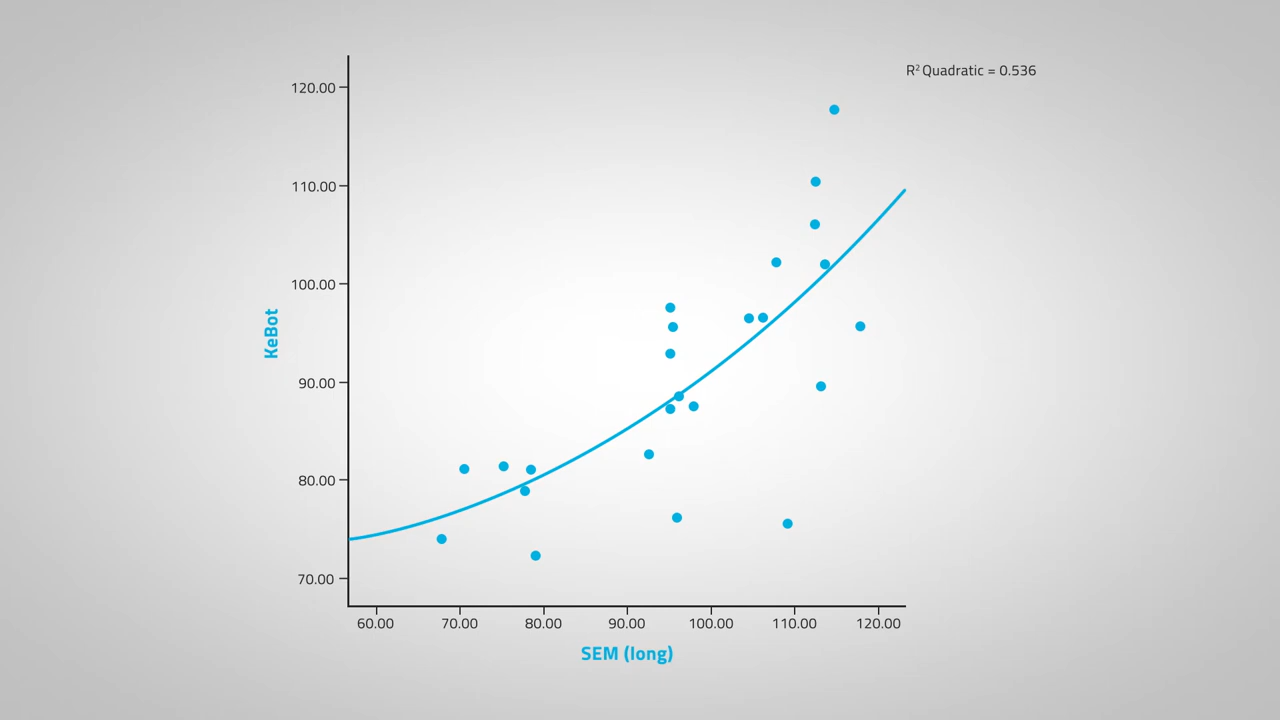 R² Quadratic = 0.536
120.00
110.00
100.00
90.00
80.00
70.00
KeBot
60.00 70.00 80.00 90.00 100.00 110.00 120.00
SEM (long)